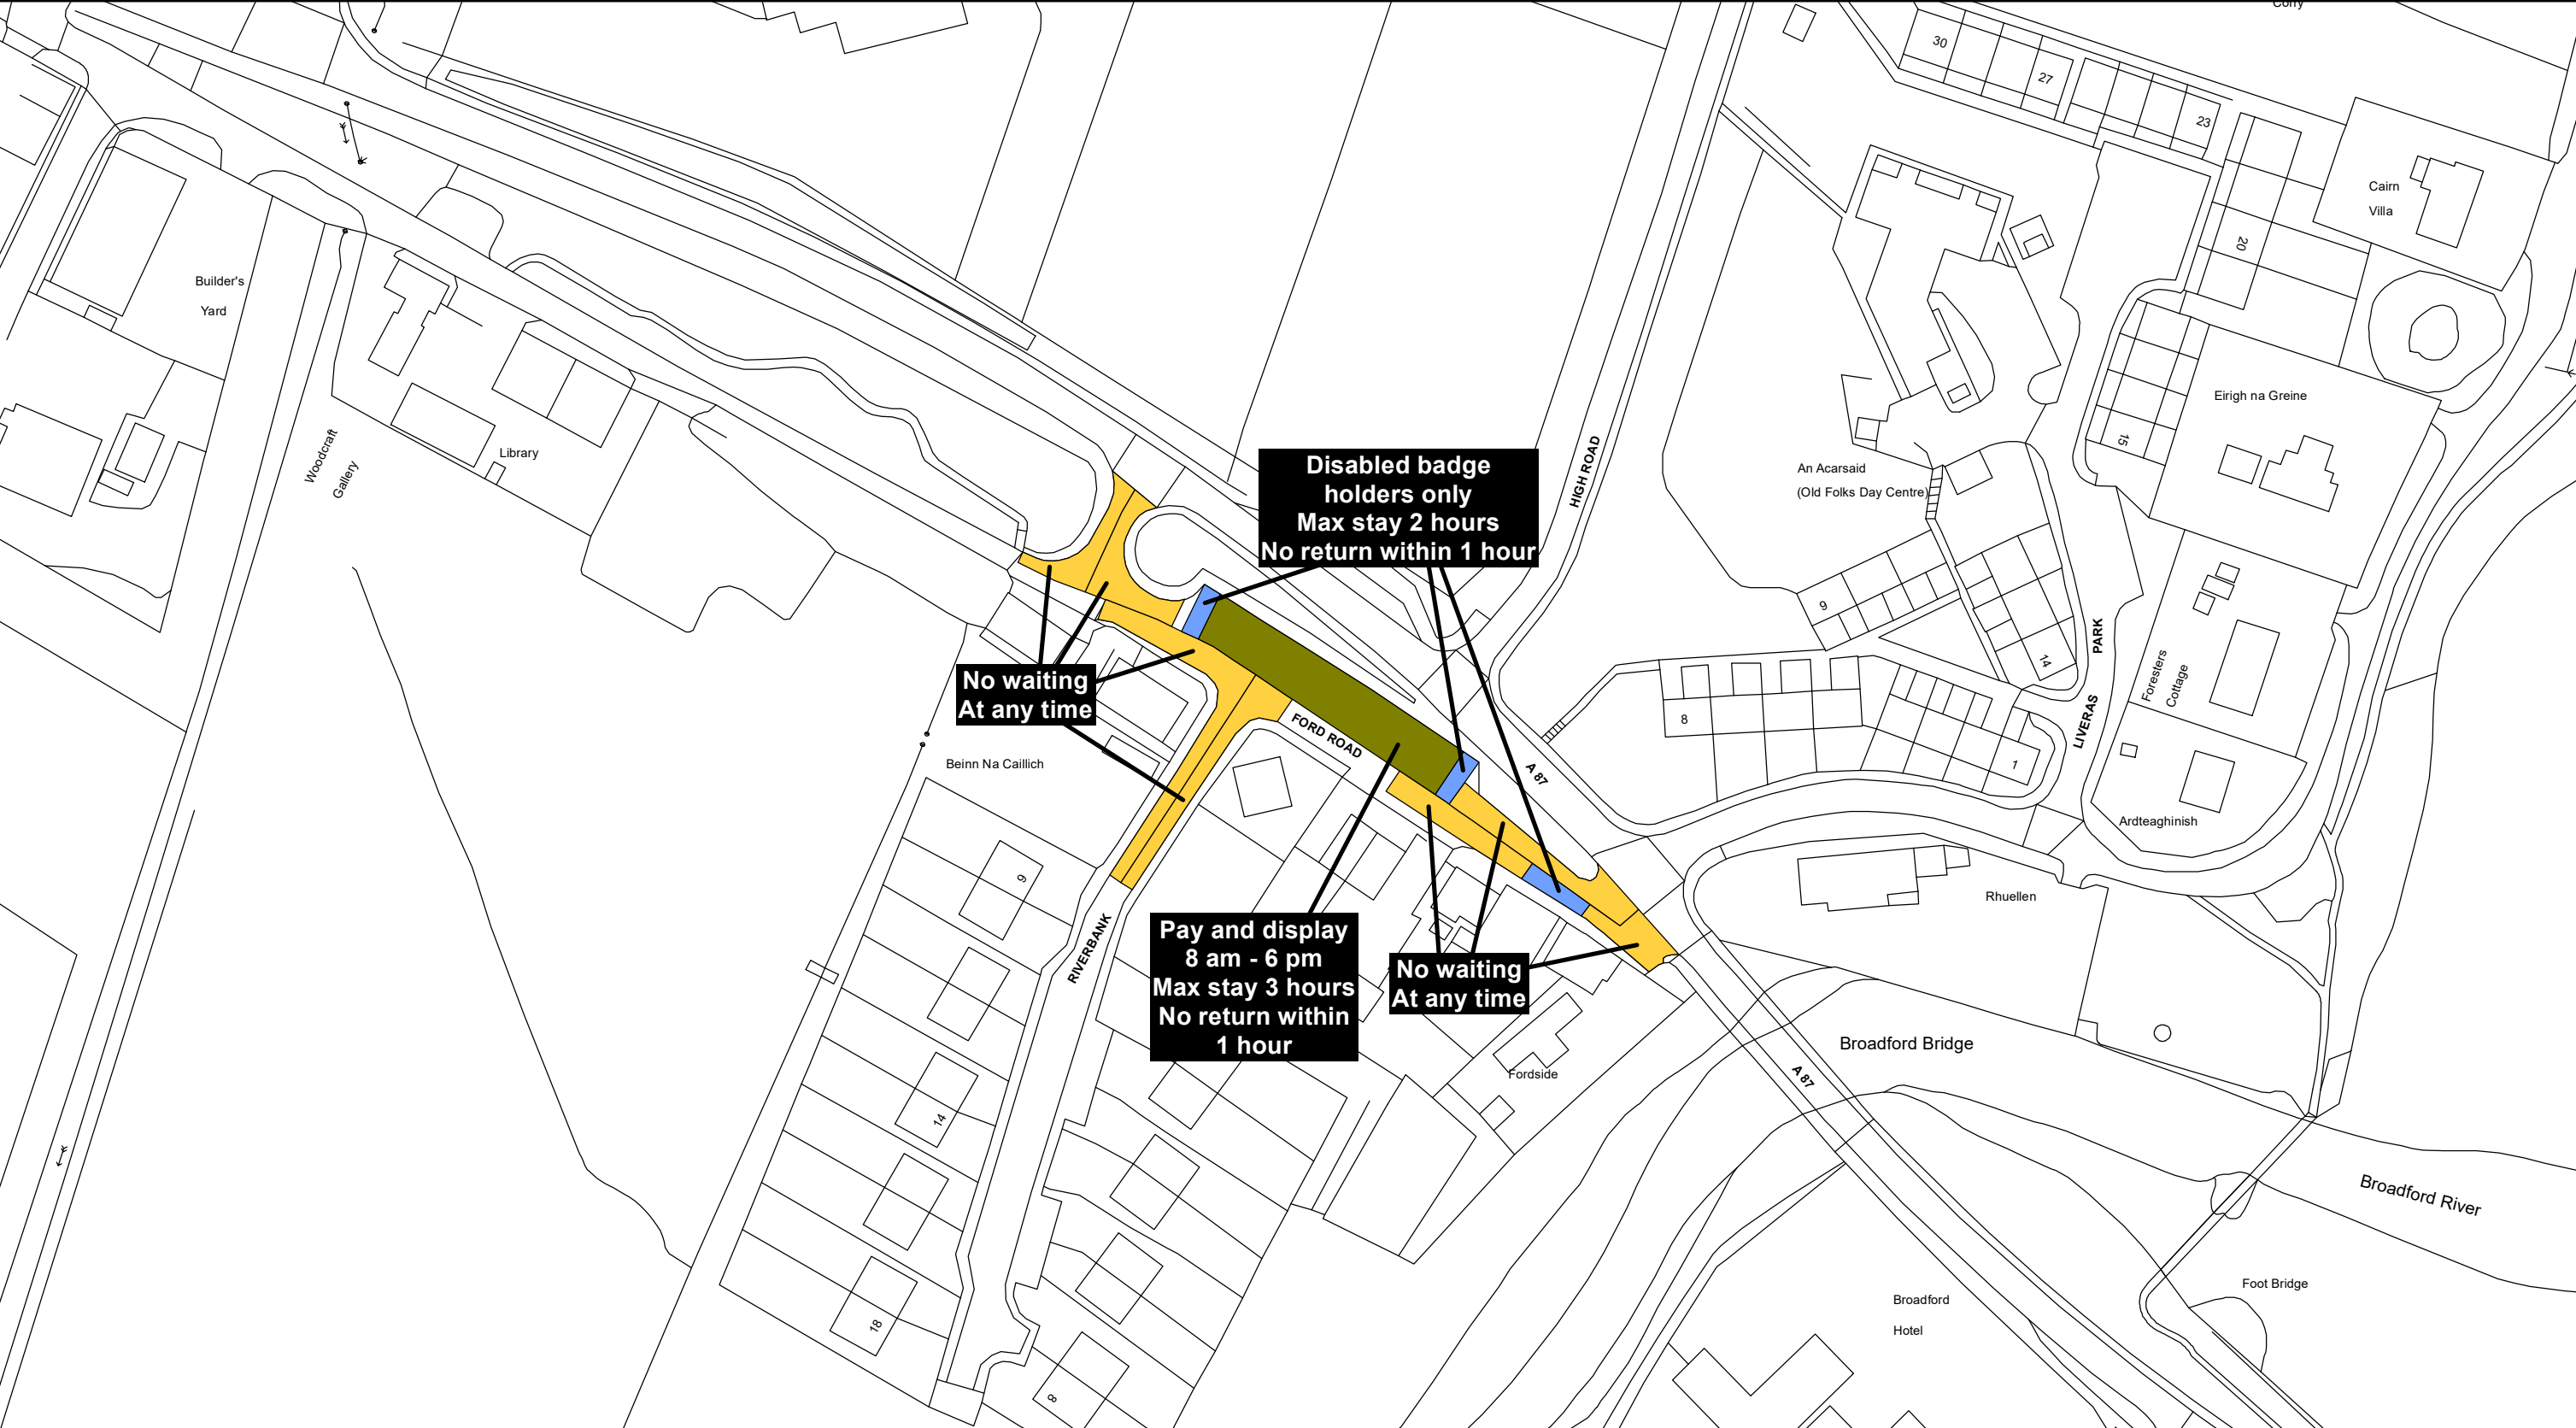 Corry
30
27
23
Cairn
Villa
20
Builder's
Yard
Eirigh na Greine
15
Woodcraft
Gallery
Library
HIGH ROAD
Disabled badge
holders only
Max stay 2 hours
No return within 1 hour
An Acarsaid
(Old Folks Day Centre)
9
14
PARK
LIVERAS
Foresters
Cottage
No waiting
At any time
FORD ROAD
8
1
A 87
Beinn Na Caillich
Ardteaghinish
9
Rhuellen
RIVERBANK
Pay and display
8 am - 6 pm
Max stay 3 hours
No return within
1 hour
No waiting
At any time
Broadford Bridge
Fordside
A 87
14
Broadford River
Foot Bridge
Broadford
Hotel
18
8